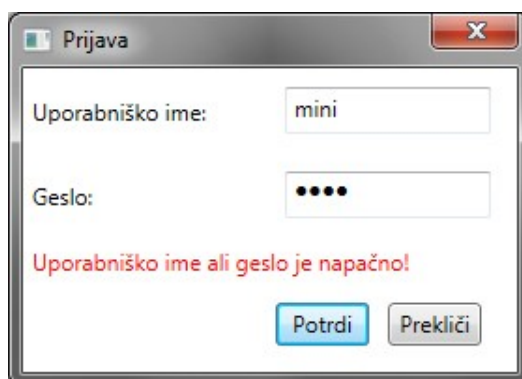 Prijava
Uporabniško ime: mini
Geslo: ••••
Uporabniško ime ali geslo je napačno!
Potrdi Prekliči